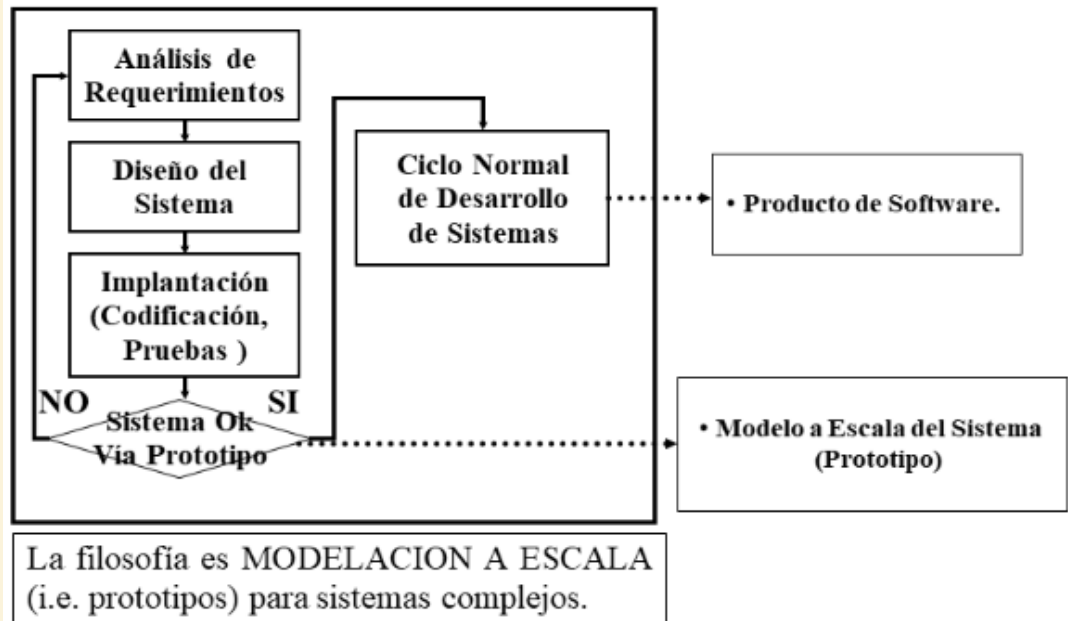 Análisis de
Requerimientos
Diseño del
Sistema
Implantación
(Codificación,
Pruebas )
NO
SI
Sistema Ok
Vía Prototipo
Ciclo Normal
de Desarrollo
de Sistemas
• Producto de Software.
• Modelo a Escala del Sistema
(Prototipo)
La filosofía es MODELACION A ESCALA
(i.e. prototipos) para sistemas complejos.